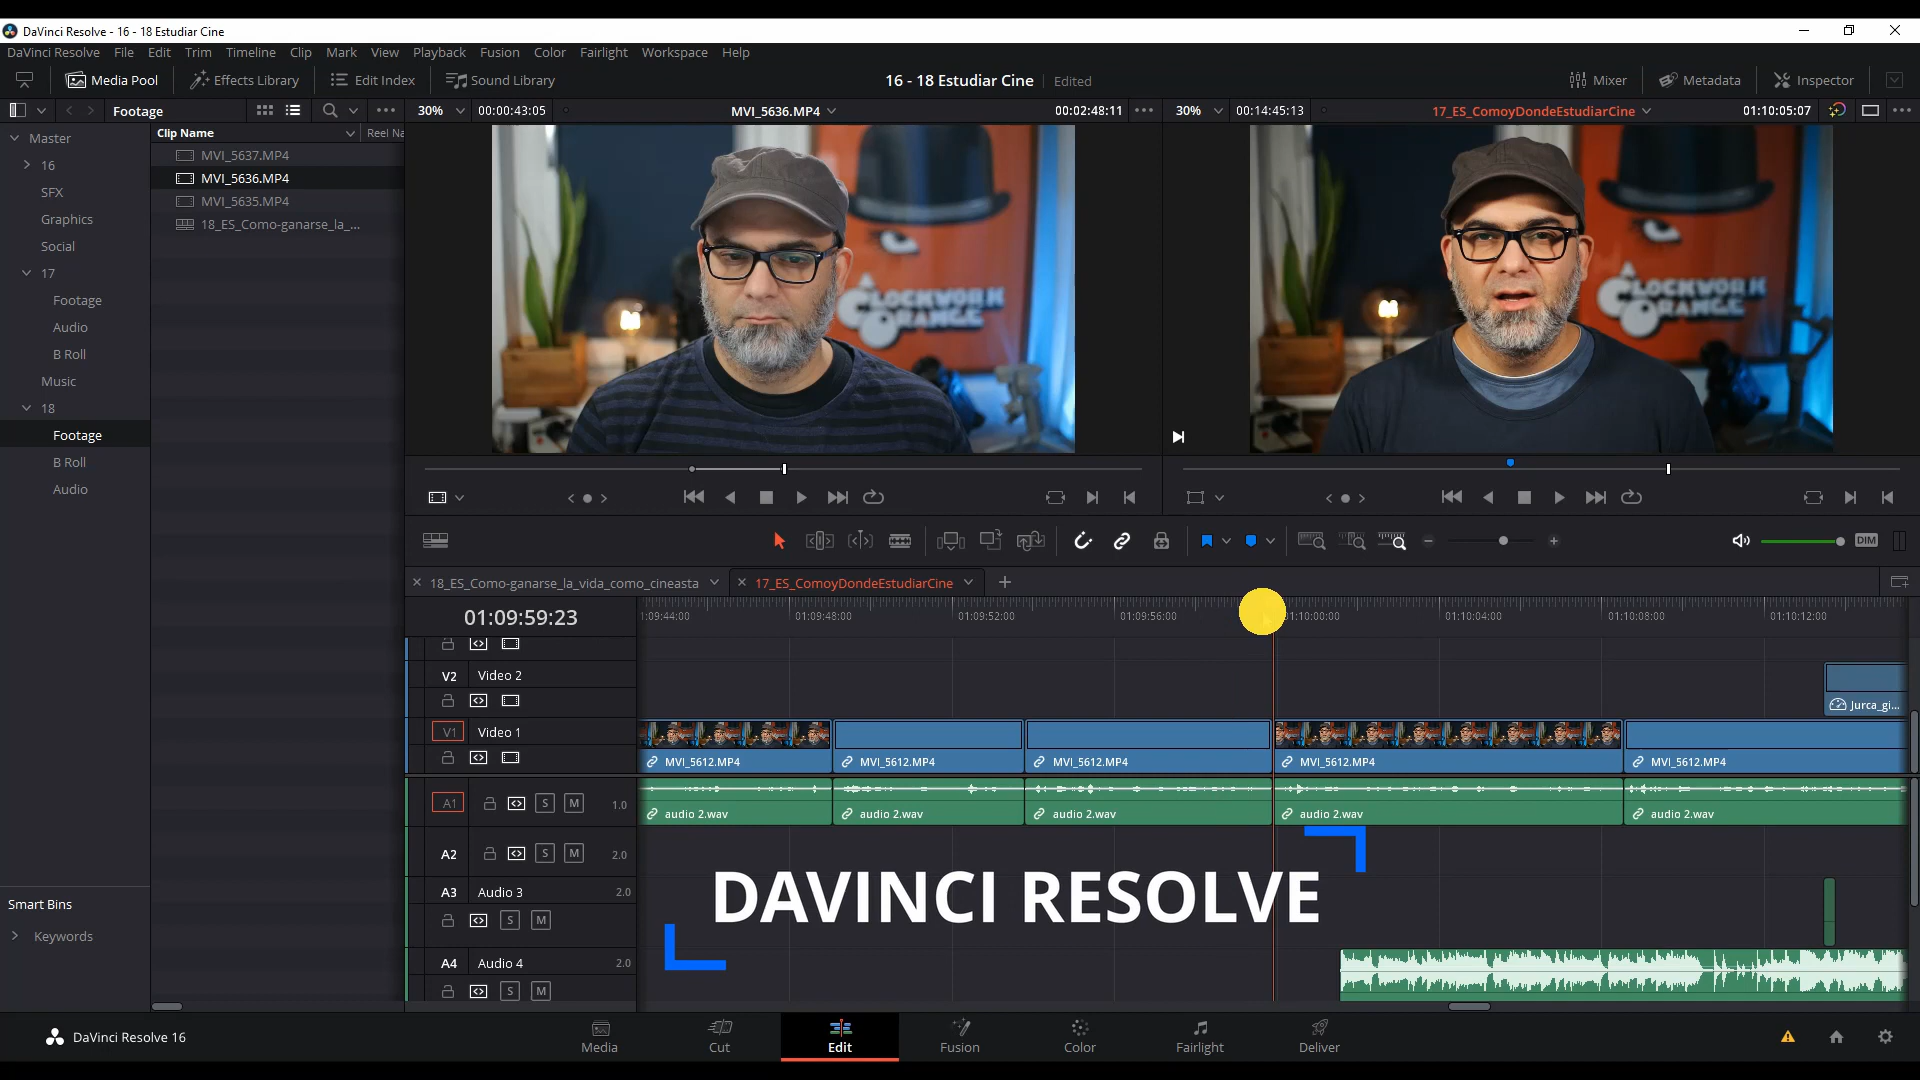 DaVinci Resolve - 16 - 18 Estudiar Cine
DaVinci Resolve File Edit Trim Timeline Clip Mark View Playback Fusion Color Fairlight Workspace Help
Media Pool Effects Library Edit Index Sound Library 16 - 18 Estudiar Cine Edited Mixer Metadata Inspector
Footage 30% 00:00:43:05 MVI_5636.MP4 00:02:48:11 30% 00:14:45:13 17_ES_ComoyDondeEstudiarCine 01:10:05:07
Master
16
SFX
Graphics
Social
17
Footage
Audio
B Roll
Music
18
Footage
B Roll
Audio
Smart Bins
Keywords
Clip Name Reel Na
MVI_5637.MP4
MVI_5636.MP4
MVI_5635.MP4
18_ES_Como-ganarse_la_...
CLOCKWORK
ORANGE
A
CLOCKWORK
ORANGE
DIM
18_ES_Como-ganarse_la_vida_como_cineasta 17_ES_ComoyDondeEstudiarCine
01:09:59:23
1:09:44:00 01:09:48:00 01:09:52:00 01:09:56:00 01:10:00:00 01:10:04:00 01:10:08:00 01:10:12:00
V2 Video 2
Jurca_gi...
V1 Video 1
MVI_5612.MP4 MVI_5612.MP4 MVI_5612.MP4 MVI_5612.MP4 MVI_5612.MP4
A1 S M 1.0
audio 2.wav audio 2.wav audio 2.wav audio 2.wav audio 2.wav
A2 S M 2.0
A3 Audio 3 2.0
S M
A4 Audio 4 2.0
S M
DAVINCI RESOLVE
DaVinci Resolve 16
Media Cut Edit Fusion Color Fairlight Deliver